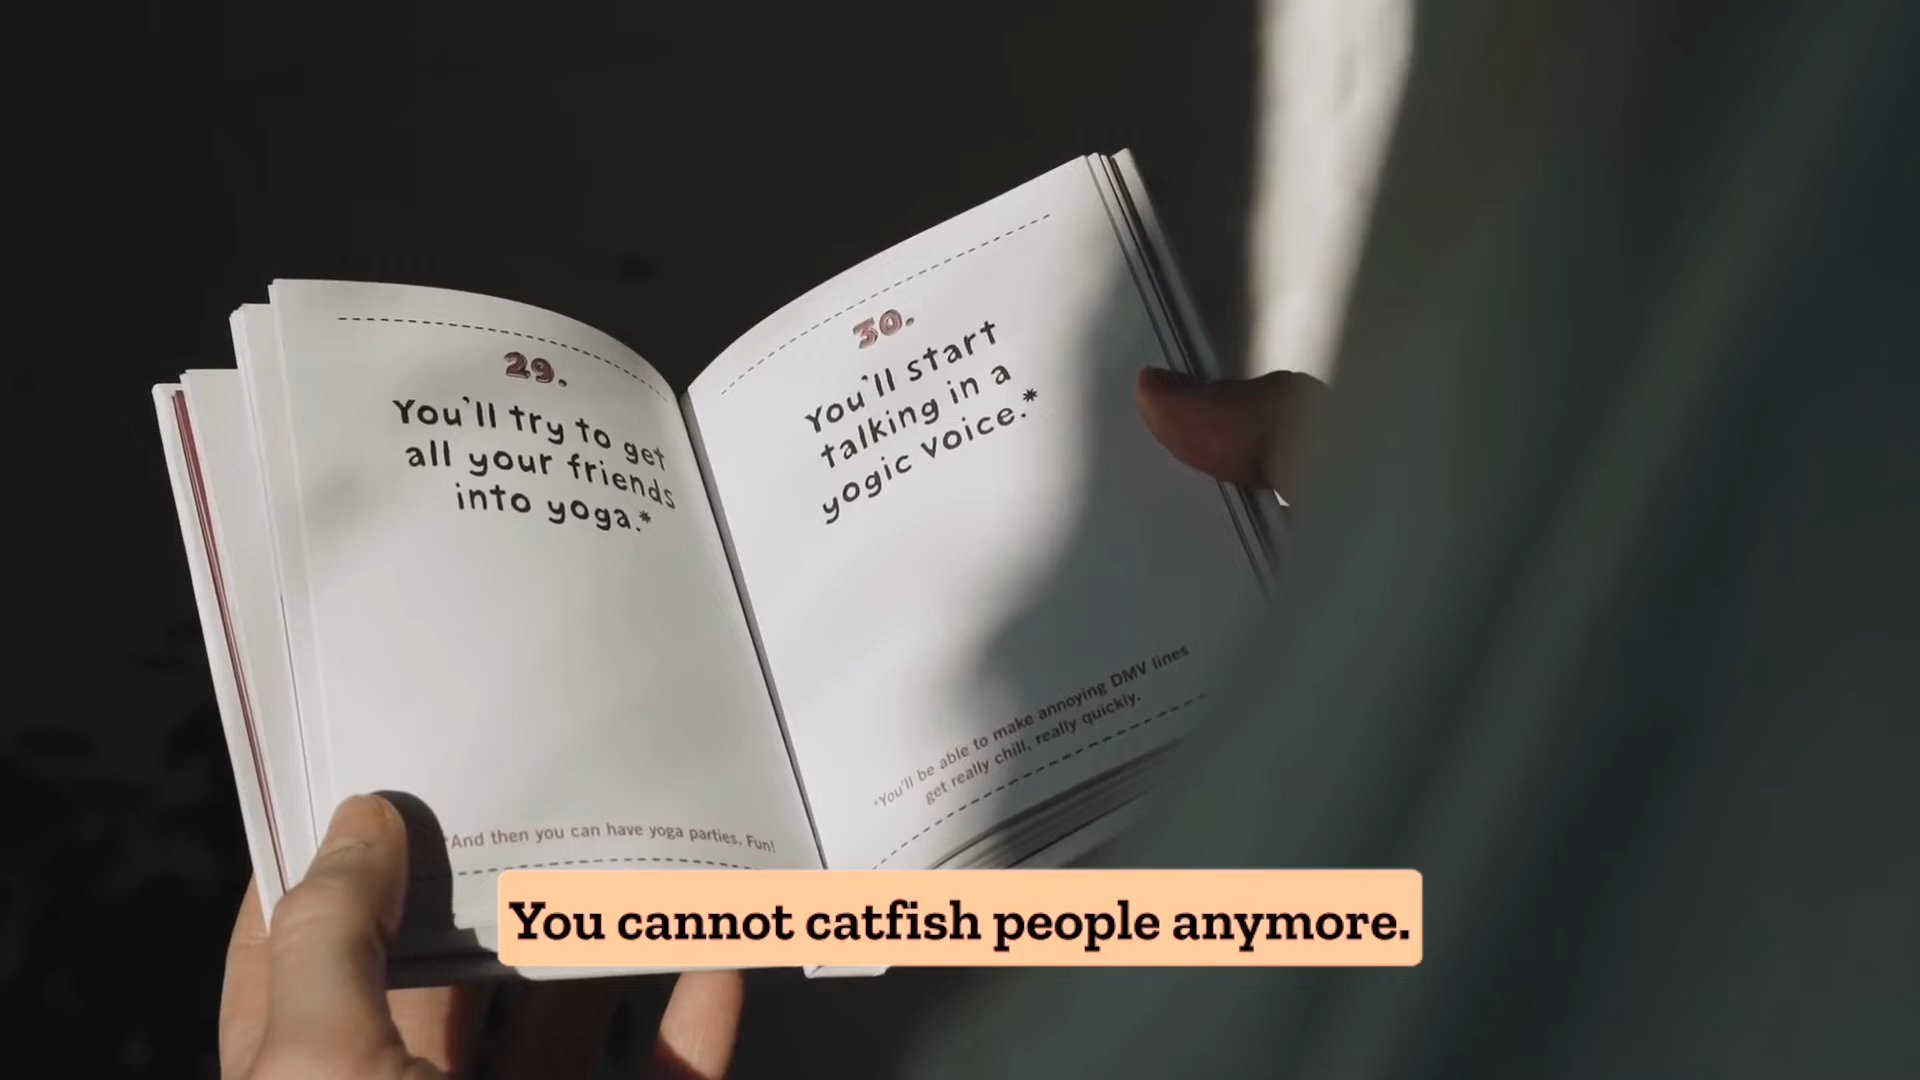 29.
You'll try to get
all your friends
into yoga.*
*And then you can have yoga parties. Fun!
30.
You'll start
talking in a
yogic voice.*
*You'll be able to make annoying DMV lines
get really chill, really quickly.
You cannot catfish people anymore.